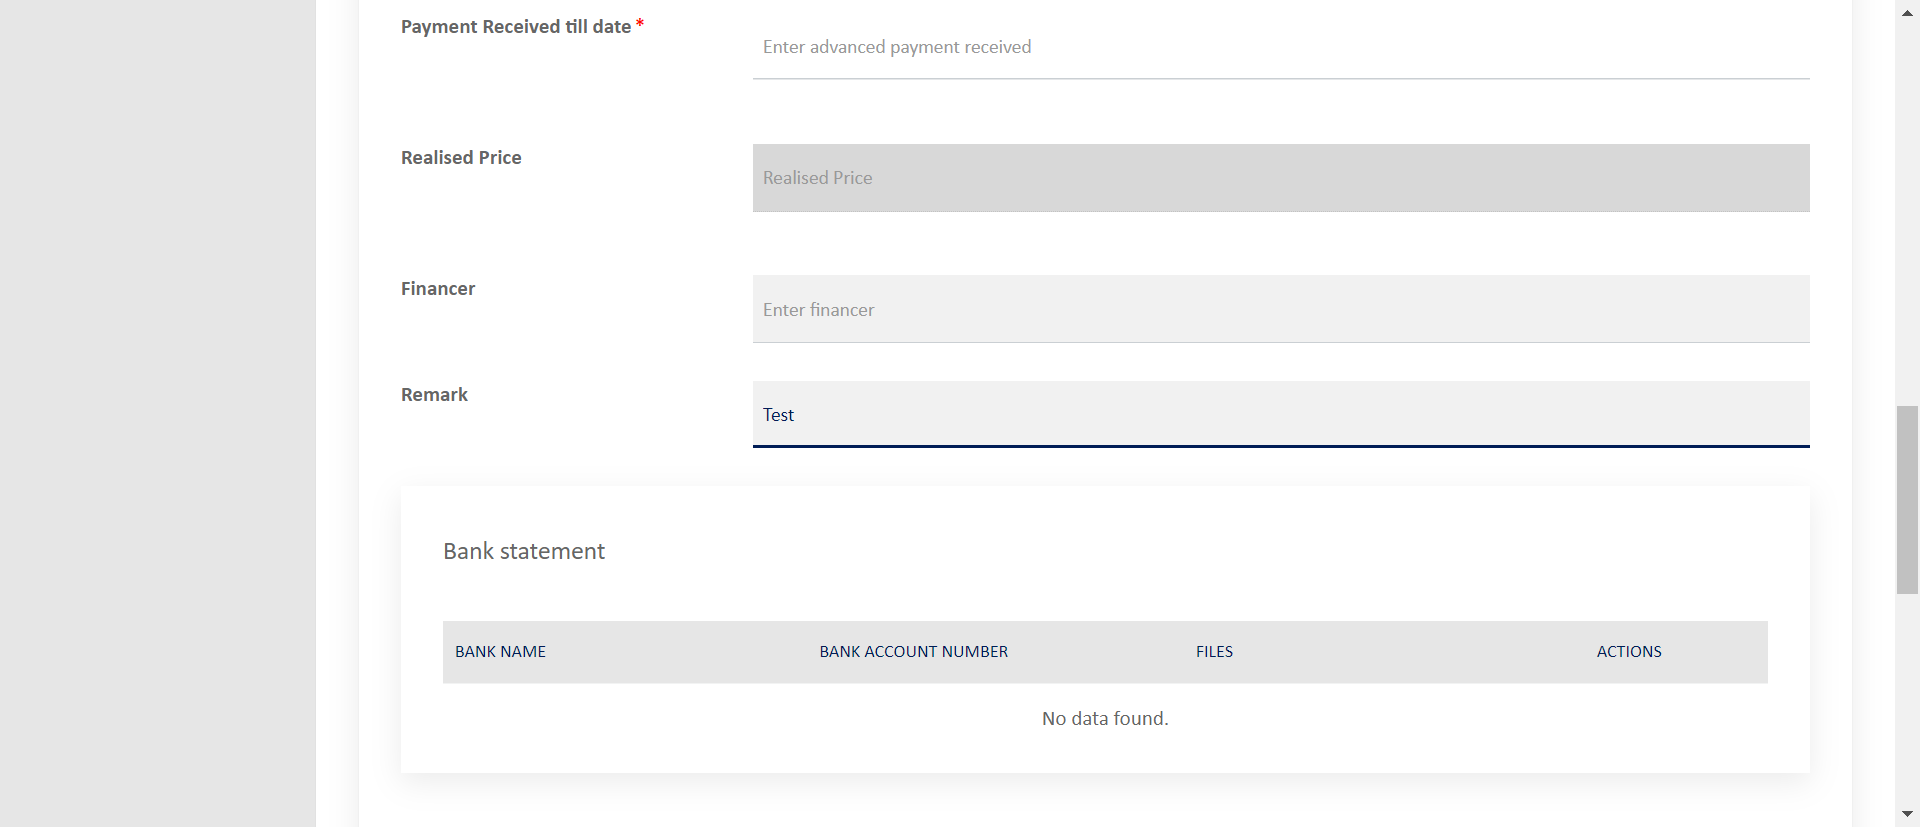 Payment Received till date *
Enter advanced payment received
Realised Price
Realised Price
Financer
Enter financer
Remark
Test
Bank statement
BANK NAME BANK ACCOUNT NUMBER FILES ACTIONS
No data found.